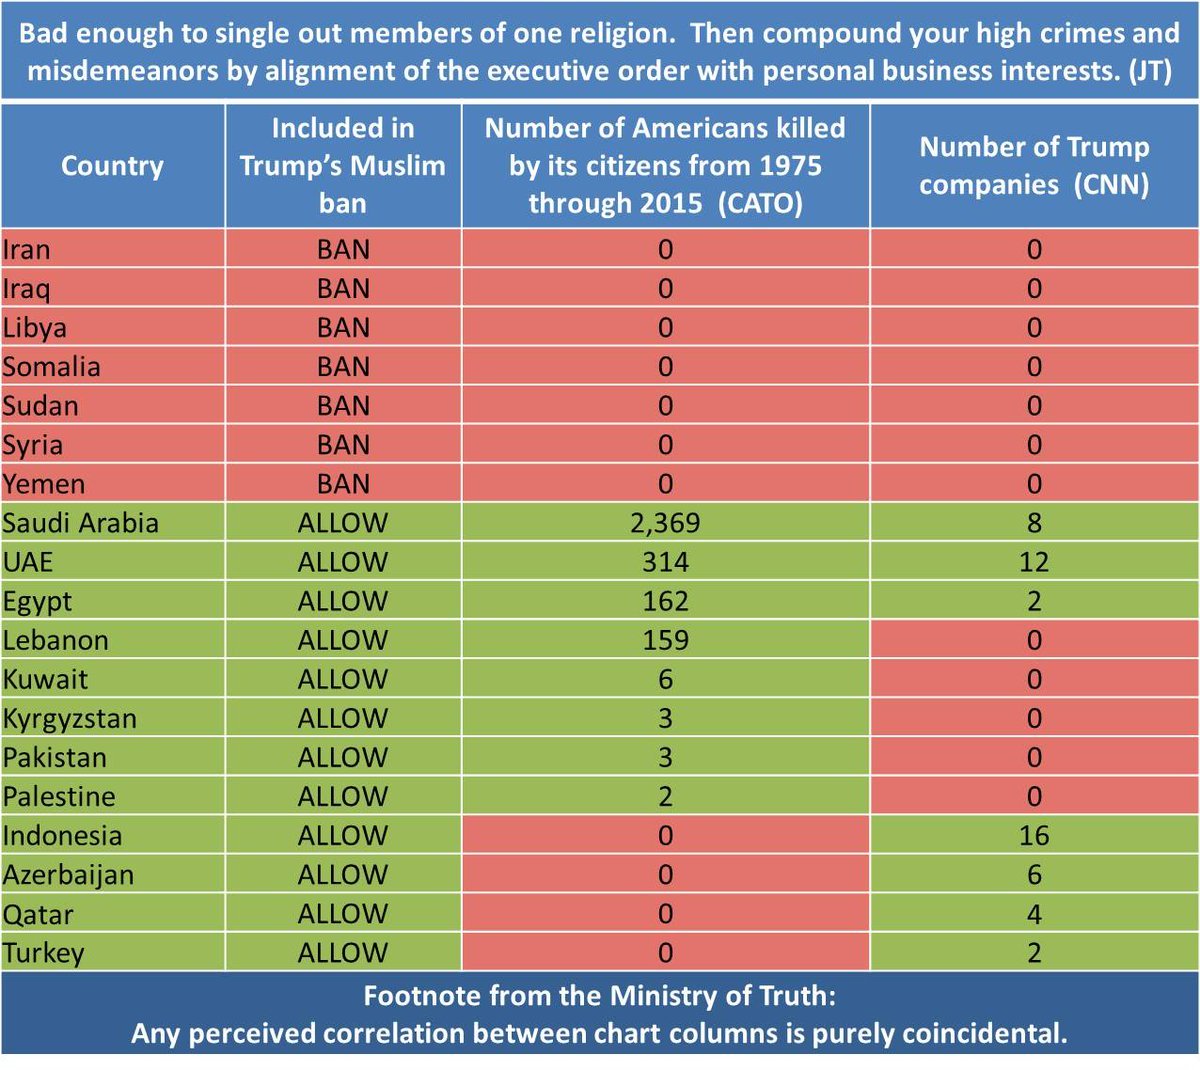 Bad enough to single out members of one religion.  Then compound your high crimes and
misdemeanors by alignment of the executive order with personal business interests. (JT)
Country
Included in
Trump’s Muslim
ban
Number of Americans killed
by its citizens from 1975
through 2015  (CATO)
Number of Trump
companies  (CNN)
Iran BAN 0 0
Iraq BAN 0 0
Libya BAN 0 0
Somalia BAN 0 0
Sudan BAN 0 0
Syria BAN 0 0
Yemen BAN 0 0
Saudi Arabia ALLOW 2,369 8
UAE ALLOW 314 12
Egypt ALLOW 162 2
Lebanon ALLOW 159 0
Kuwait ALLOW 6 0
Kyrgyzstan ALLOW 3 0
Pakistan ALLOW 3 0
Palestine ALLOW 2 0
Indonesia ALLOW 0 16
Azerbaijan ALLOW 0 6
Qatar ALLOW 0 4
Turkey ALLOW 0 2
Footnote from the Ministry of Truth:
Any perceived correlation between chart columns is purely coincidental.